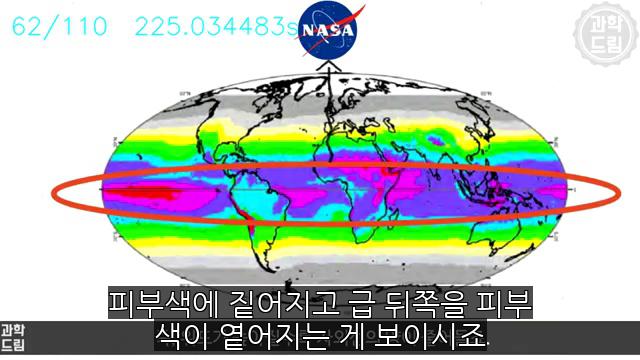 62/110 225.034483s
NASA
과학
드림
피부색에 짙어지고 급 뒤쪽을 피부
색이 옅어지는 게 보이시죠.
과학
드림